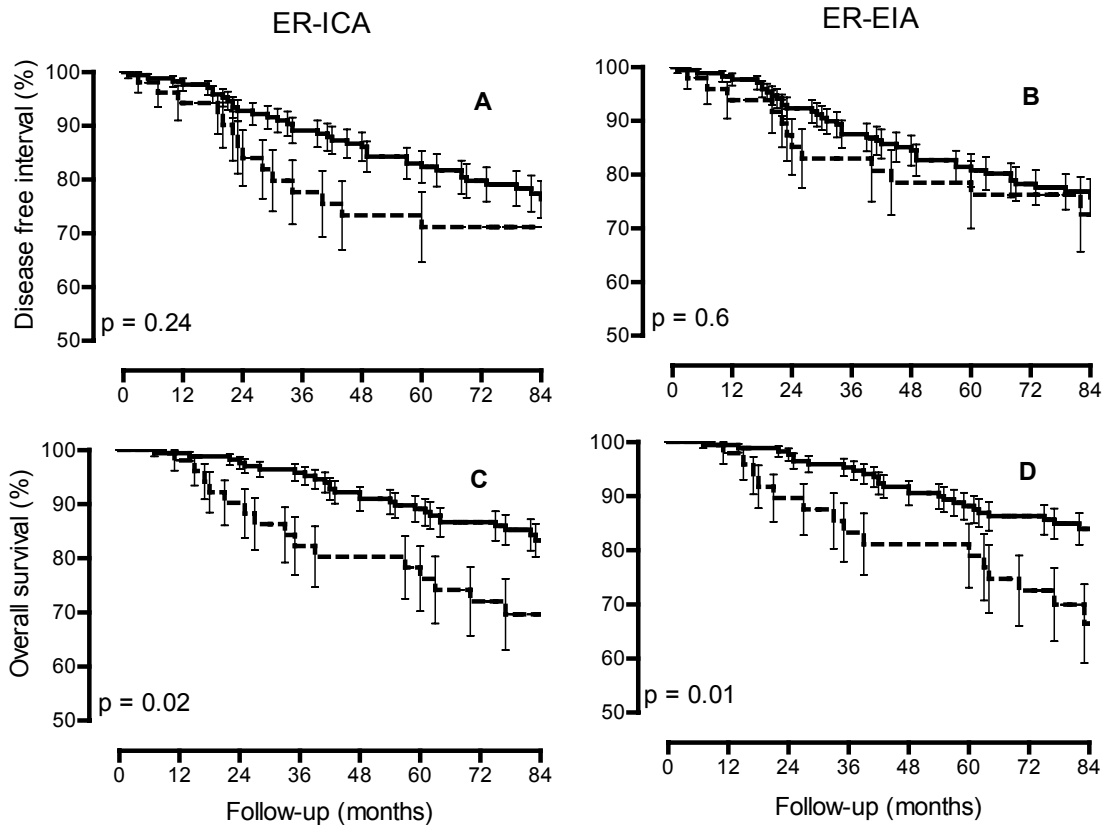 ER-ICA
ER-EIA
Disease free interval (%)
100
90
80
70
60
50
A
p = 0.24
0 12 24 36 48 60 72 84
100
90
80
70
60
50
B
p = 0.6
0 12 24 36 48 60 72 84
Overall survival (%)
100
90
80
70
60
50
C
p = 0.02
0 12 24 36 48 60 72 84
Follow-up (months)
100
90
80
70
60
50
D
p = 0.01
0 12 24 36 48 60 72 84
Follow-up (months)